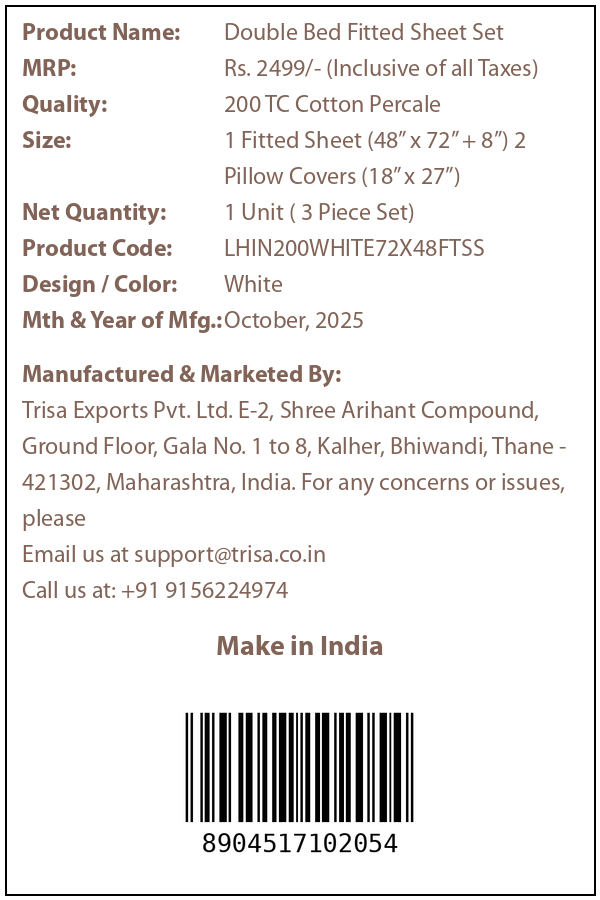 Product Name: Double Bed Fitted Sheet Set
MRP: Rs. 2499/- (Inclusive of all Taxes)
Quality: 200 TC Cotton Percale
Size: 1 Fitted Sheet (48” x 72” + 8”) 2
Pillow Covers (18” x 27”)
Net Quantity: 1 Unit ( 3 Piece Set)
Product Code: LHIN200WHITE72X48FTSS
Design / Color: White
Mth & Year of Mfg.: October, 2025
Manufactured & Marketed By:
Trisa Exports Pvt. Ltd. E-2, Shree Arihant Compound,
Ground Floor, Gala No. 1 to 8, Kalher, Bhiwandi, Thane -
421302, Maharashtra, India. For any concerns or issues,
please
Email us at support@trisa.co.in
Call us at: +91 9156224974
Make in India
8904517102054